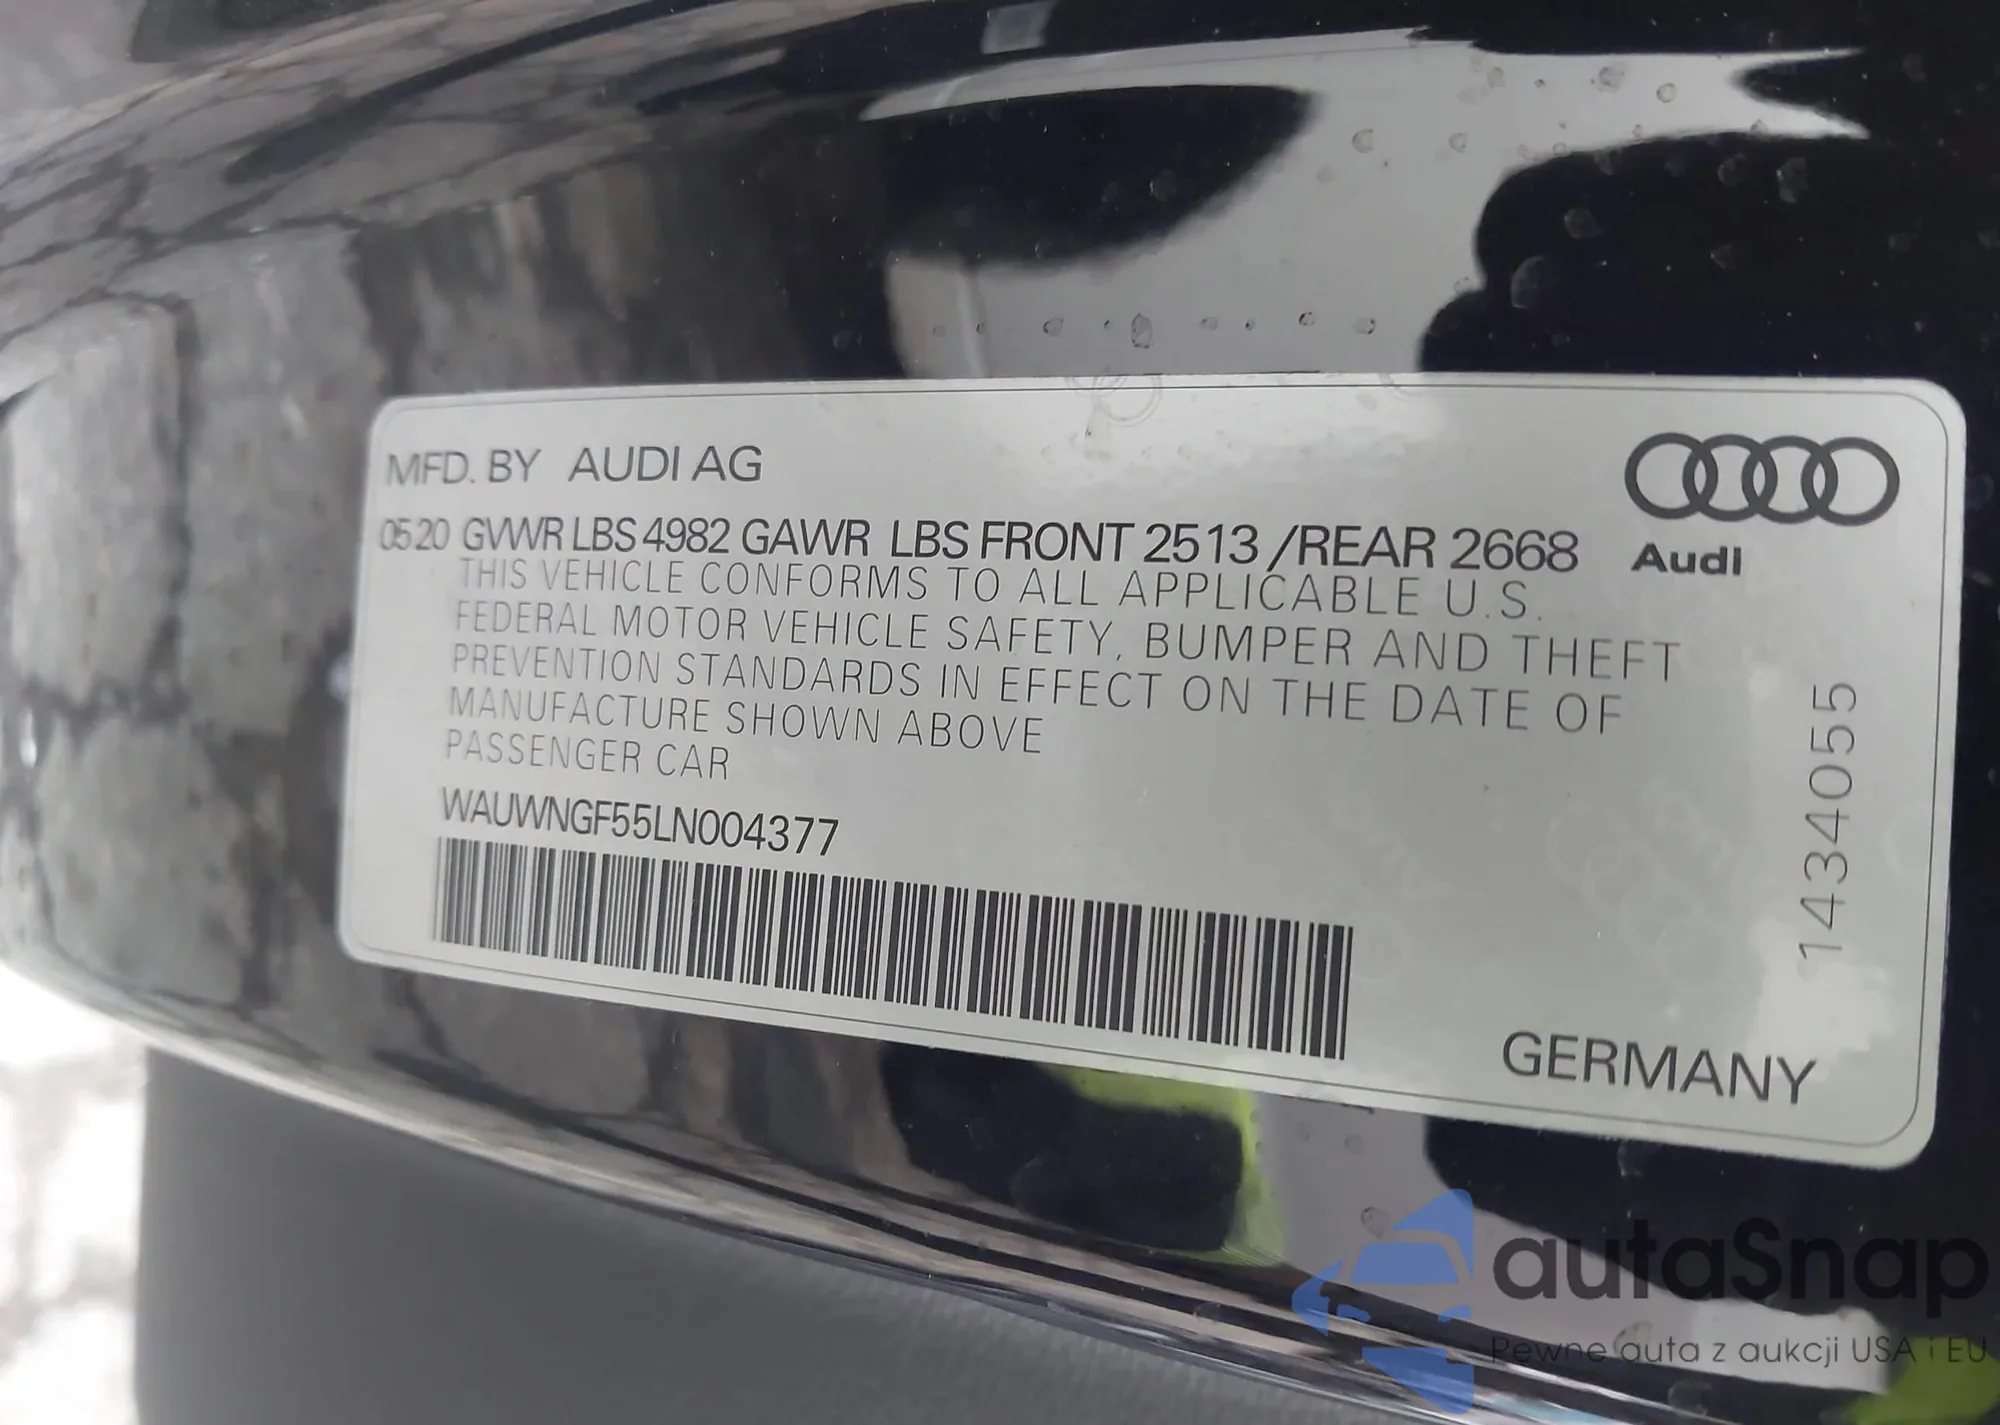 MFD. BY AUDI AG
0520 GVWR LBS 4982 GAWR LBS FRONT 2513 /REAR 2668
Audi
THIS VEHICLE CONFORMS TO ALL APPLICABLE U.S.
FEDERAL MOTOR VEHICLE SAFETY, BUMPER AND THEFT
PREVENTION STANDARDS IN EFFECT ON THE DATE OF
MANUFACTURE SHOWN ABOVE
PASSENGER CAR
WAUWNGF55LN004377
1434055
GERMANY
autaSnap
Pewne auta z aukcji USA i EU